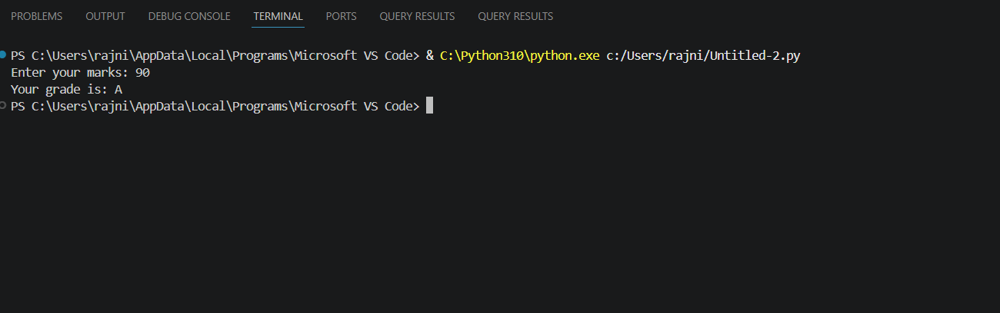 PROBLEMS OUTPUT DEBUG CONSOLE TERMINAL PORTS QUERY RESULTS QUERY RESULTS
PS C:\Users\rajni\AppData\Local\Programs\Microsoft VS Code> & C:\Python310\python.exe c:/Users/rajni/Untitled-2.py
Enter your marks: 90
Your grade is: A
PS C:\Users\rajni\AppData\Local\Programs\Microsoft VS Code>